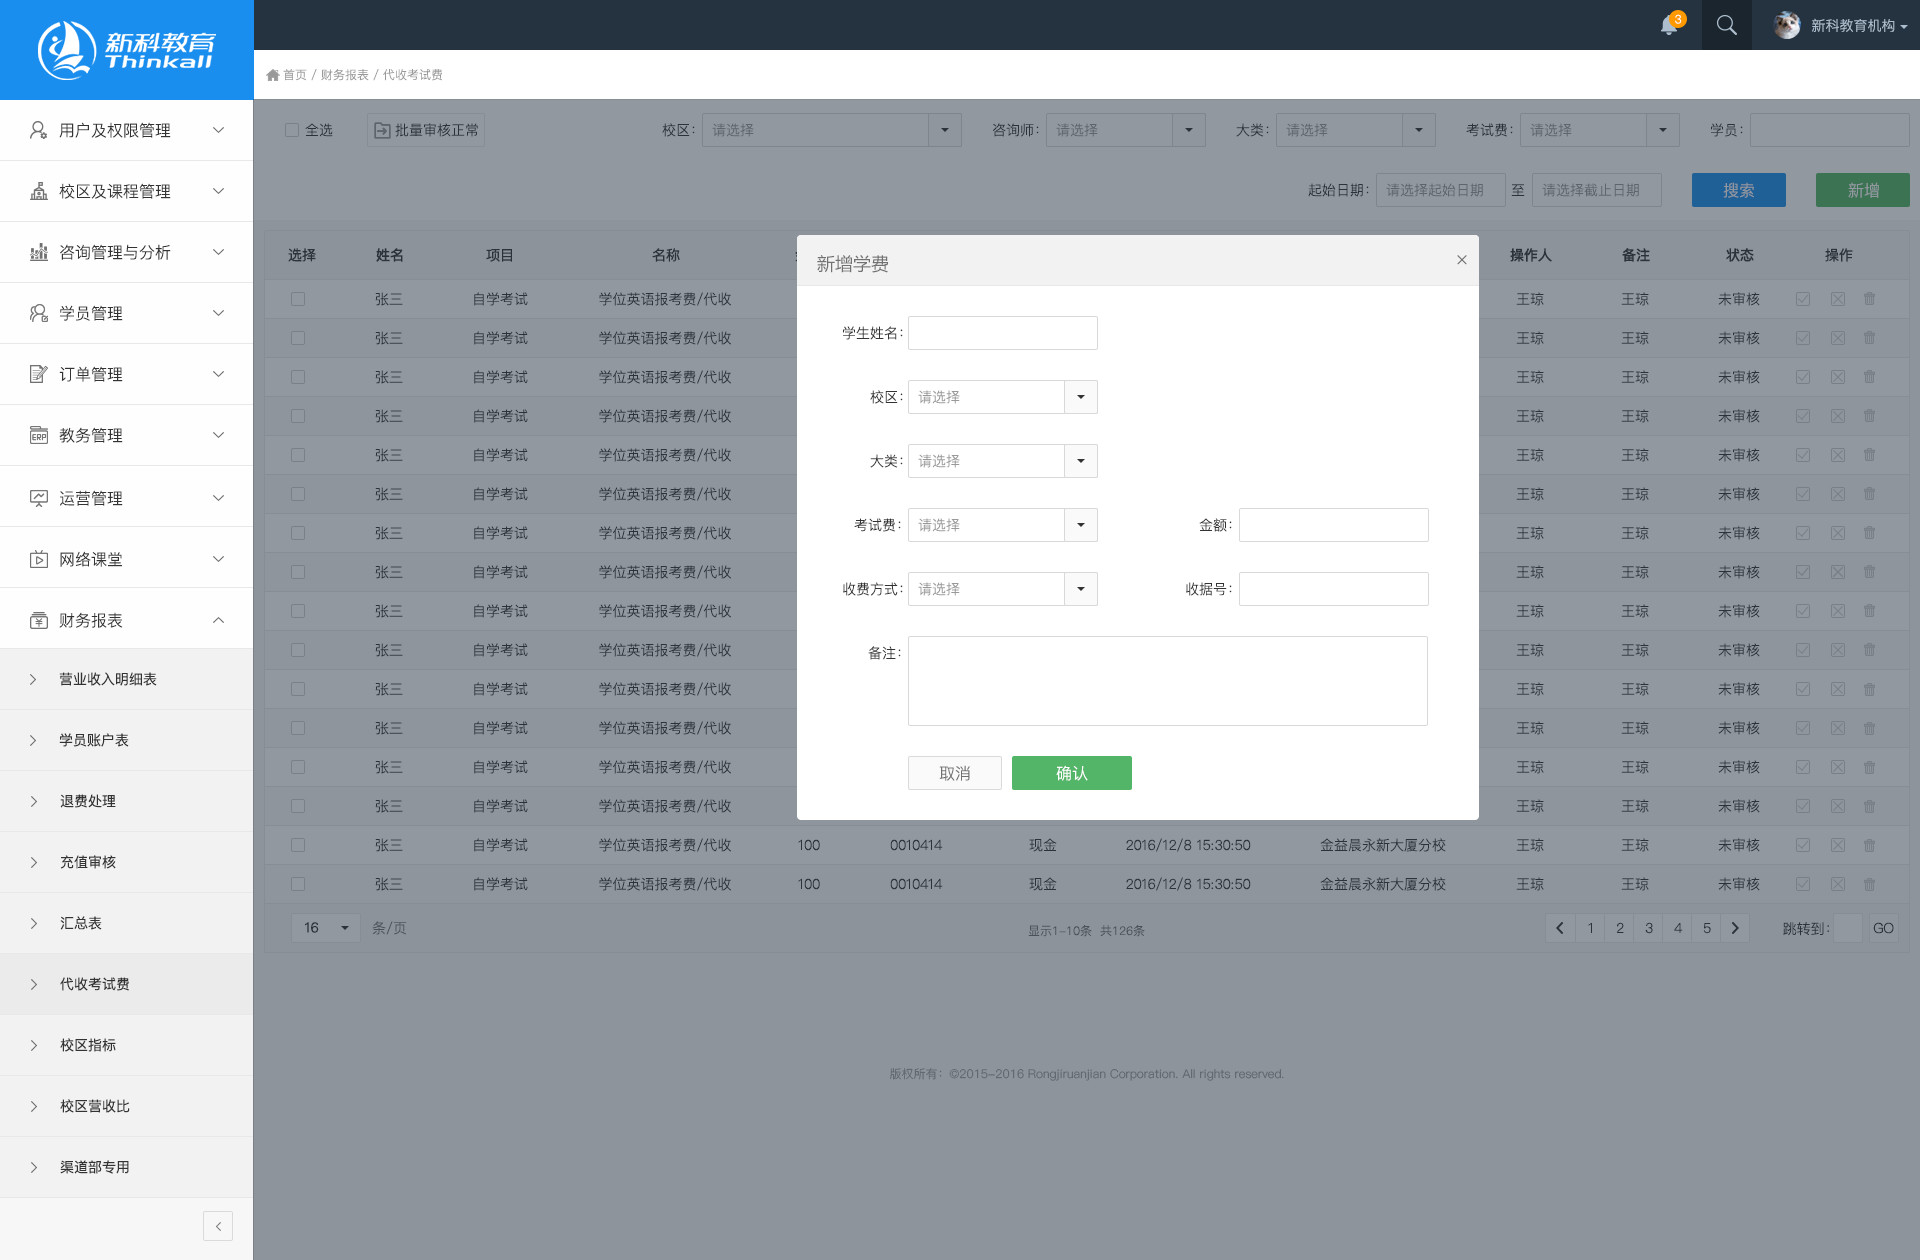 新科教育
Thinkall
3
新科教育机构
首页 / 财务报表 / 代收考试费
用户及权限管理
校区及课程管理
咨询管理与分析
学员管理
订单管理
ERP 教务管理
运营管理
网络课堂
财务报表
营业收入明细表
学员账户表
退费处理
充值审核
汇总表
代收考试费
校区指标
校区营收比
渠道部专用
全选 批量审核正常 校区: 请选择 咨询师: 请选择 大类: 请选择 考试费: 请选择 学员:
起始日期: 请选择起始日期 至 请选择截止日期 搜索 新增
选择 姓名 项目 名称 操作人 备注 状态 操作
张三 自学考试 学位英语报考费/代收 王琼 王琼 未审核
张三 自学考试 学位英语报考费/代收 王琼 王琼 未审核
张三 自学考试 学位英语报考费/代收 王琼 王琼 未审核
张三 自学考试 学位英语报考费/代收 王琼 王琼 未审核
张三 自学考试 学位英语报考费/代收 王琼 王琼 未审核
张三 自学考试 学位英语报考费/代收 王琼 王琼 未审核
张三 自学考试 学位英语报考费/代收 王琼 王琼 未审核
张三 自学考试 学位英语报考费/代收 王琼 王琼 未审核
张三 自学考试 学位英语报考费/代收 王琼 王琼 未审核
张三 自学考试 学位英语报考费/代收 王琼 王琼 未审核
张三 自学考试 学位英语报考费/代收 王琼 王琼 未审核
张三 自学考试 学位英语报考费/代收 王琼 王琼 未审核
张三 自学考试 学位英语报考费/代收 王琼 王琼 未审核
张三 自学考试 学位英语报考费/代收 王琼 王琼 未审核
张三 自学考试 学位英语报考费/代收 100 0010414 现金 2016/12/8 15:30:50 金益晨永新大厦分校 王琼 王琼 未审核
张三 自学考试 学位英语报考费/代收 100 0010414 现金 2016/12/8 15:30:50 金益晨永新大厦分校 王琼 王琼 未审核
16 条/页 显示1-10条 共126条 1 2 3 4 5 跳转到: GO
新增学费
学生姓名:
校区: 请选择
大类: 请选择
考试费: 请选择 金额:
收费方式: 请选择 收据号:
备注:
取消 确认
版权所有: ©2015-2016 Rongjiruanjian Corporation. All rights reserved.